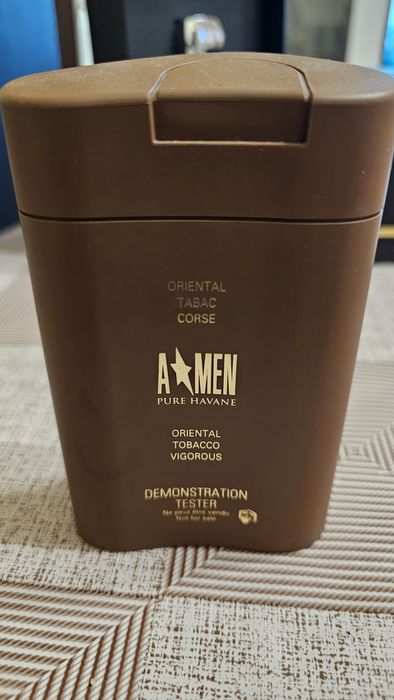 ORIENTAL
TABAC
CORSE
A★MEN
PURE HAVANE
ORIENTAL
TOBACCO
VIGOROUS
DEMONSTRATION
TESTER
Ne peut être vendu
Not for sale